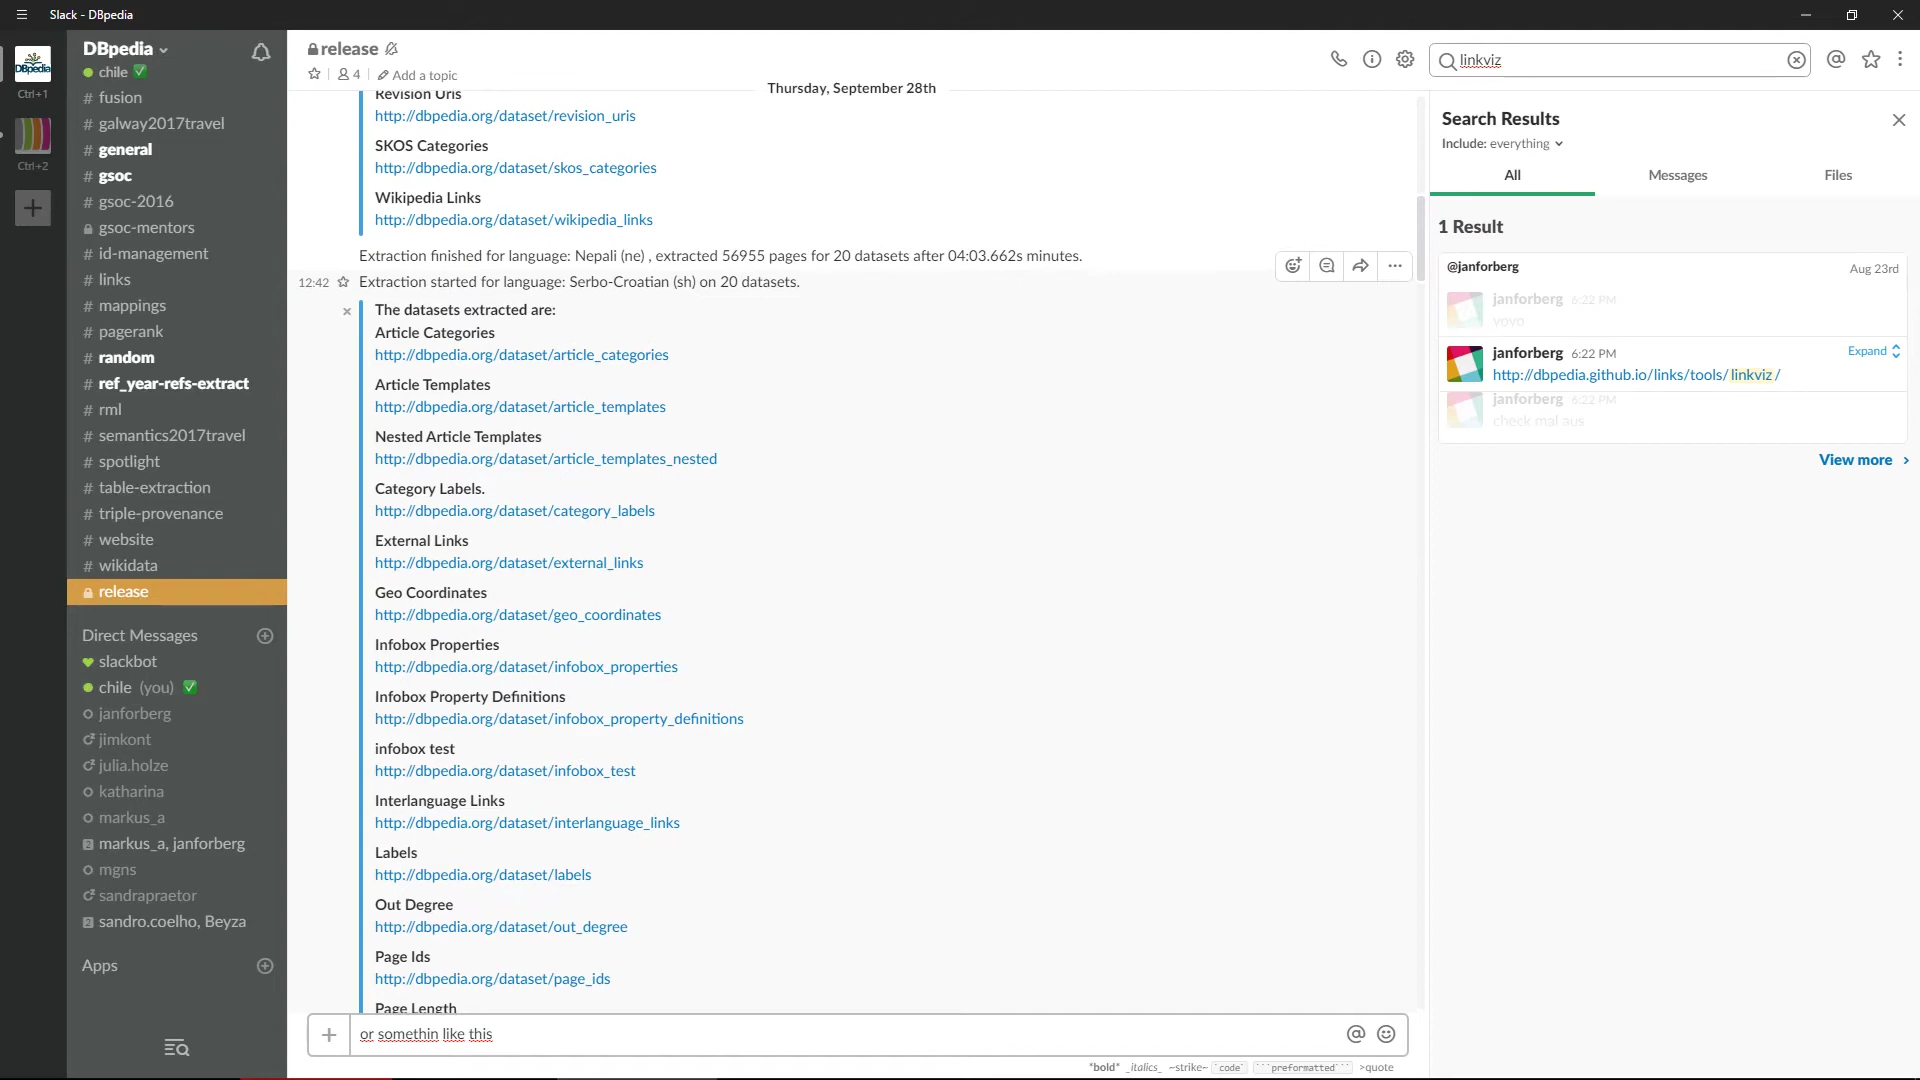 Slack - DBpedia
DBpedia
Ctrl+1
Ctrl+2
DBpedia
chile
# fusion
# galway2017travel
# general
# gsoc
# gsoc-2016
gsoc-mentors
# id-management
# links
# mappings
# pagerank
# random
# ref_year-refs-extract
# rml
# semantics2017travel
# spotlight
# table-extraction
# triple-provenance
# website
# wikidata
release
Direct Messages
slackbot
chile (you)
janforberg
jimkont
julia.holze
katharina
markus_a
2 markus_a, janforberg
mgns
sandrapraetor
2 sandro.coelho, Beyza
Apps
release
4 Add a topic
Thursday, September 28th
Revision Uris
http://dbpedia.org/dataset/revision_uris
SKOS Categories
http://dbpedia.org/dataset/skos_categories
Wikipedia Links
http://dbpedia.org/dataset/wikipedia_links
Extraction finished for language: Nepali (ne) , extracted 56955 pages for 20 datasets after 04:03.662s minutes.
12:42 Extraction started for language: Serbo-Croatian (sh) on 20 datasets.
The datasets extracted are:
Article Categories
http://dbpedia.org/dataset/article_categories
Article Templates
http://dbpedia.org/dataset/article_templates
Nested Article Templates
http://dbpedia.org/dataset/article_templates_nested
Category Labels.
http://dbpedia.org/dataset/category_labels
External Links
http://dbpedia.org/dataset/external_links
Geo Coordinates
http://dbpedia.org/dataset/geo_coordinates
Infobox Properties
http://dbpedia.org/dataset/infobox_properties
Infobox Property Definitions
http://dbpedia.org/dataset/infobox_property_definitions
infobox test
http://dbpedia.org/dataset/infobox_test
Interlanguage Links
http://dbpedia.org/dataset/interlanguage_links
Labels
http://dbpedia.org/dataset/labels
Out Degree
http://dbpedia.org/dataset/out_degree
Page Ids
http://dbpedia.org/dataset/page_ids
Page Length
or somethin like this
*bold* _italics_ ~strike~ `code` ```preformatted``` >quote
linkviz
Search Results
Include: everything
All Messages Files
1 Result
@janforberg Aug 23rd
janforberg 6:22 PM
yovo
janforberg 6:22 PM Expand
http://dbpedia.github.io/links/tools/linkviz/
janforberg 6:22 PM
check mal aus
View more